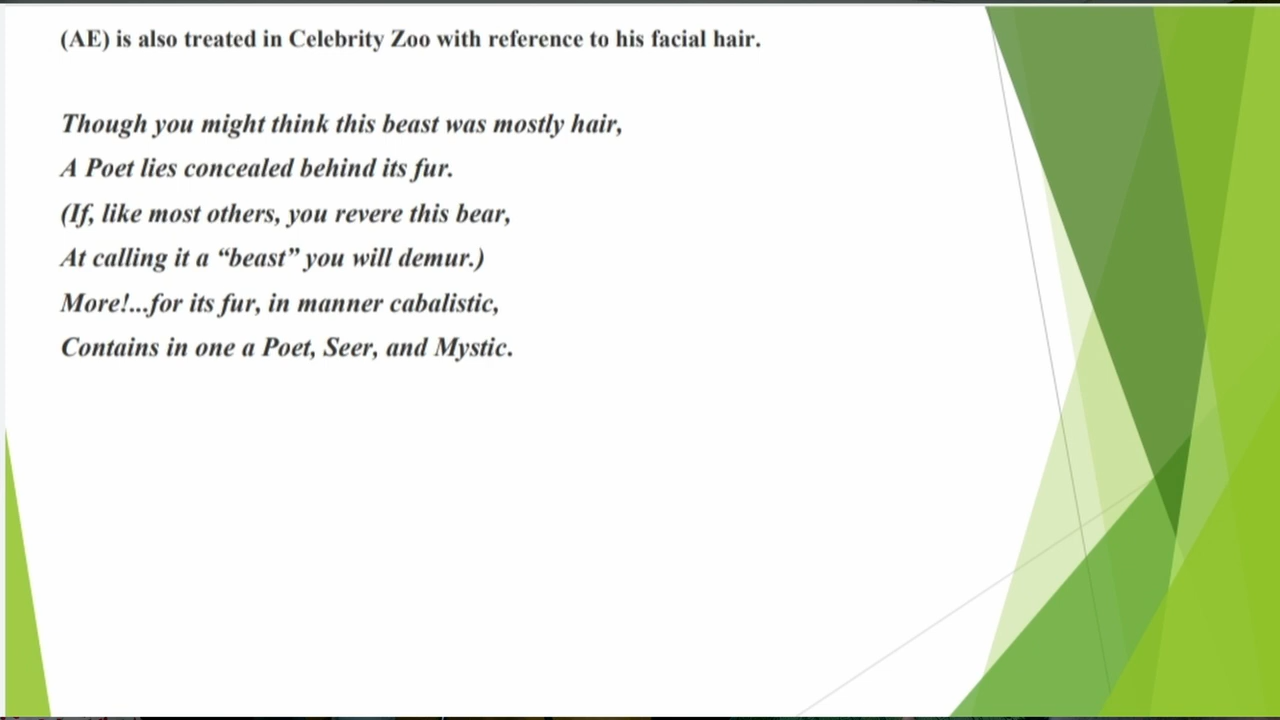 (AE) is also treated in Celebrity Zoo with reference to his facial hair.
Though you might think this beast was mostly hair,
A Poet lies concealed behind its fur.
(If, like most others, you revere this bear,
At calling it a “beast” you will demur.)
More!...for its fur, in manner cabalistic,
Contains in one a Poet, Seer, and Mystic.